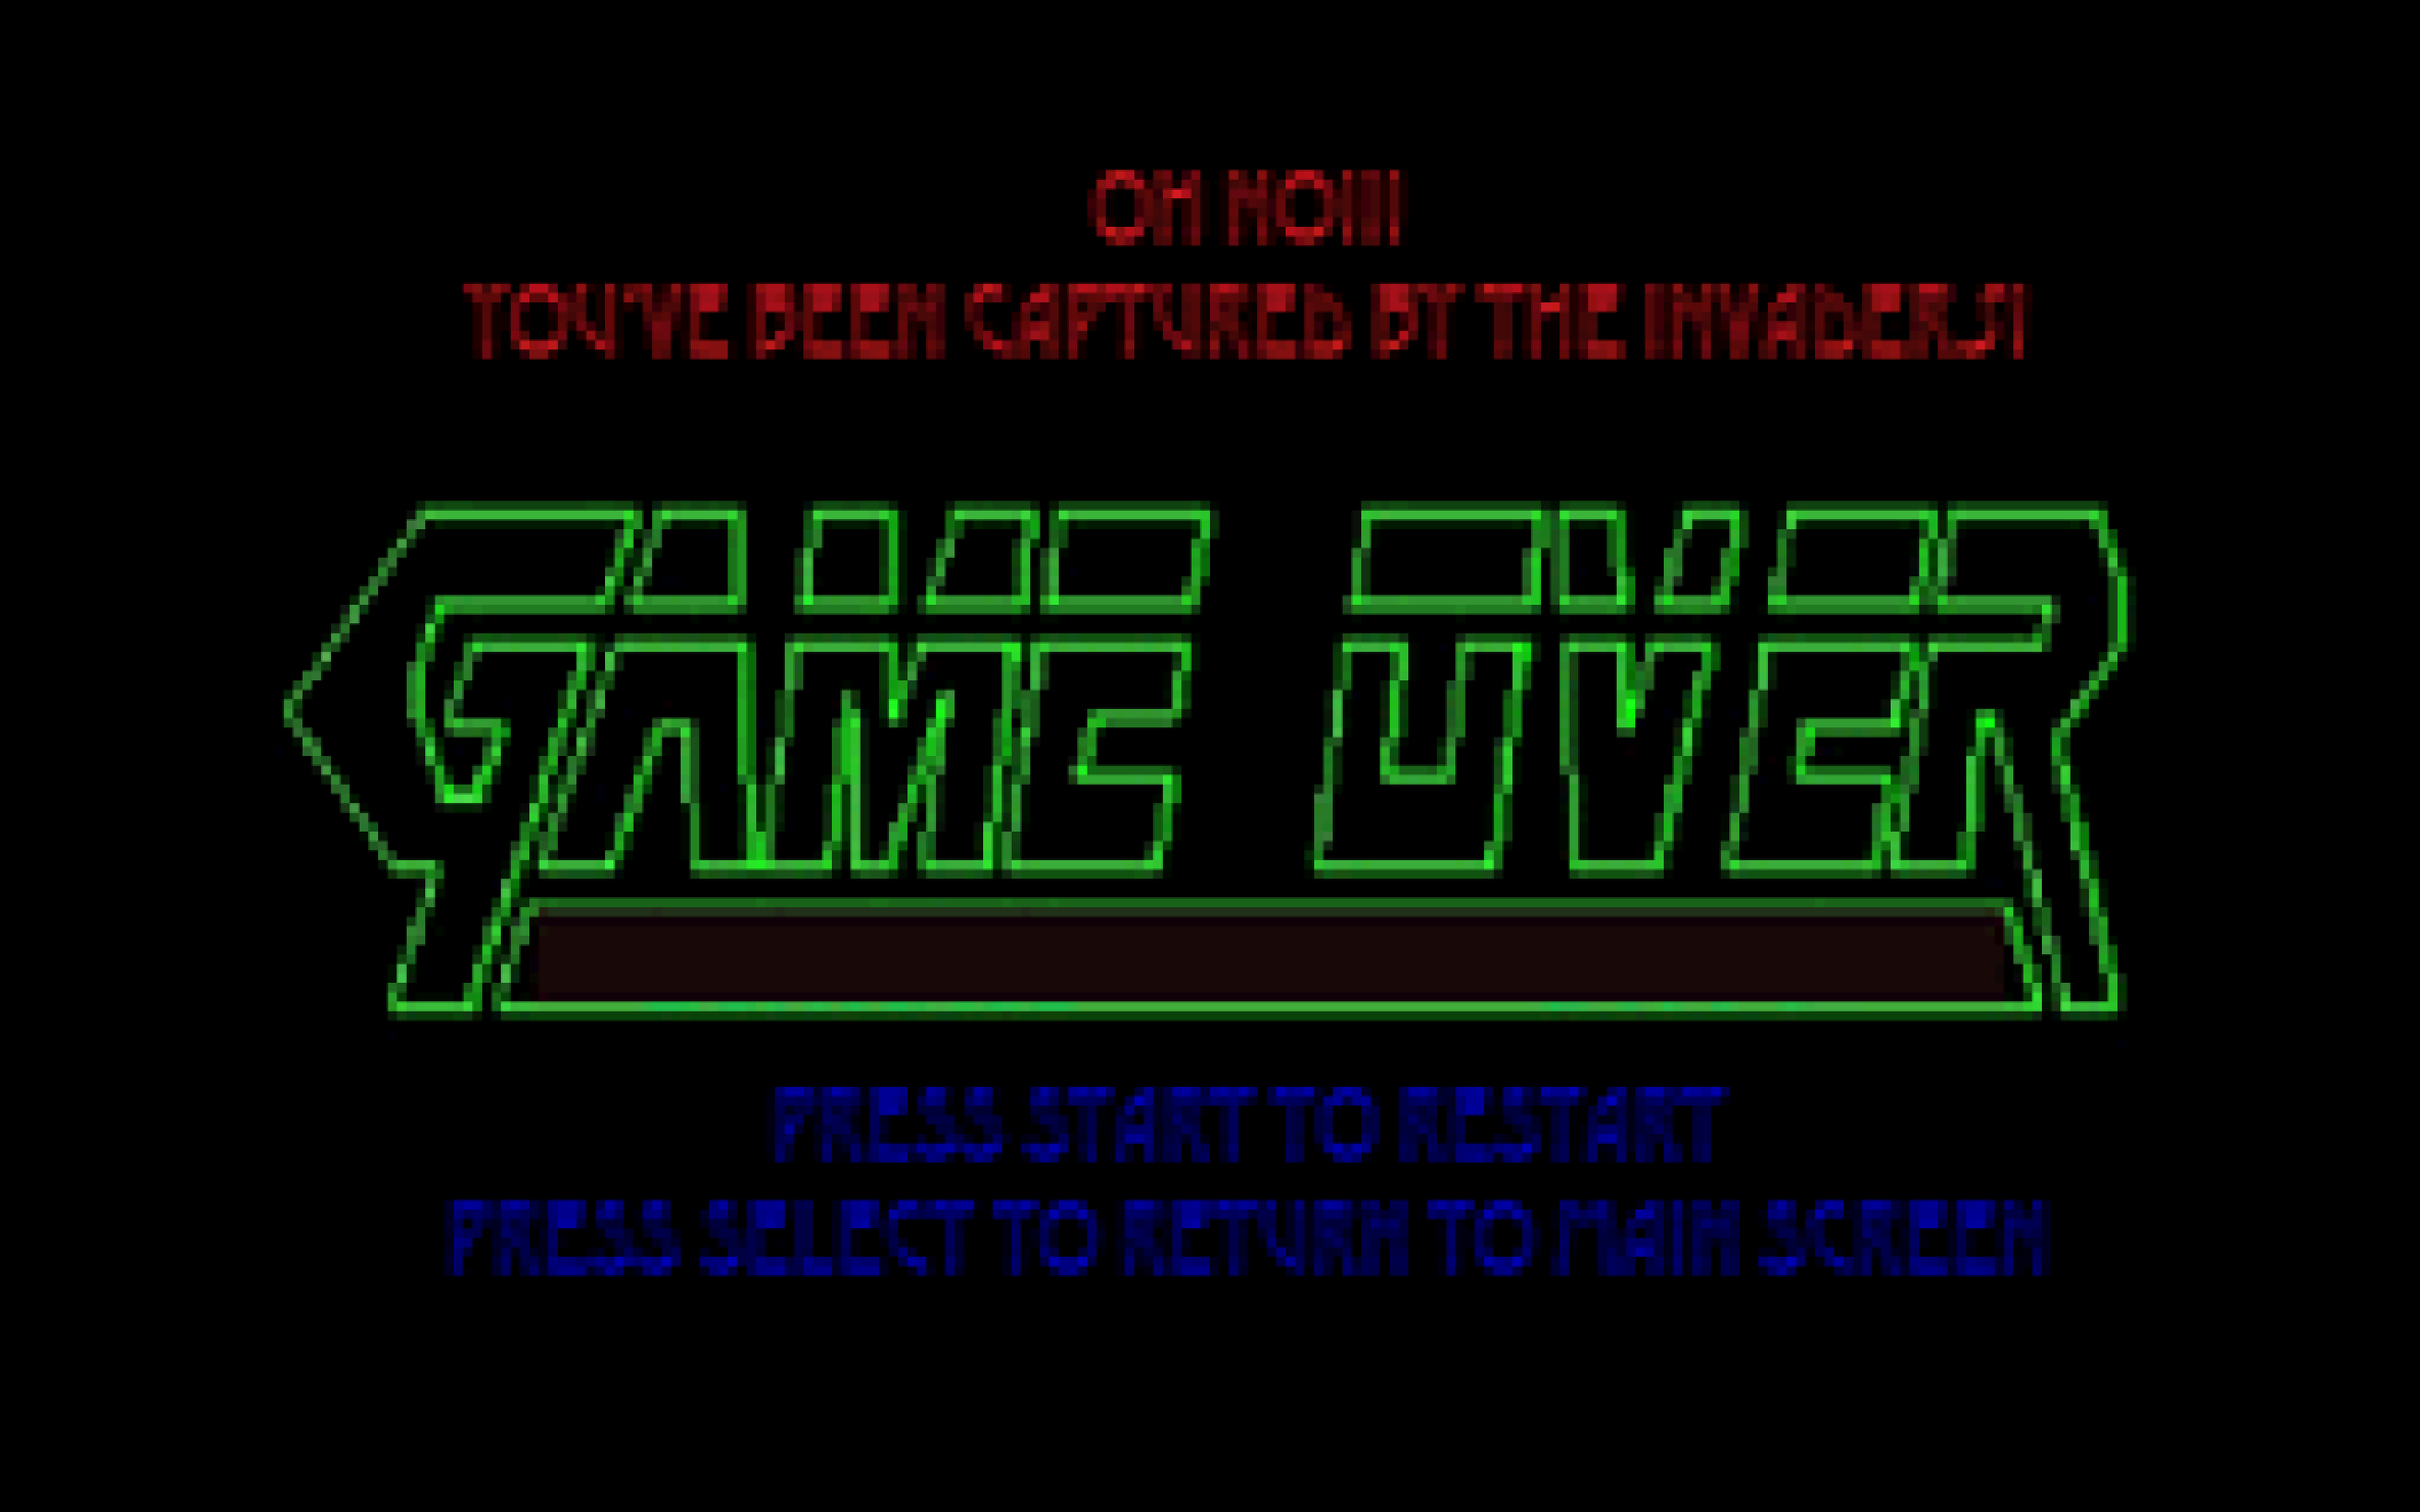 OH NO!!!
YOU'VE BEEN CAPTURED BY THE INVADERS!
GAME OVER
PRESS START TO RESTART
PRESS SELECT TO RETURN TO MAIN SCREEN